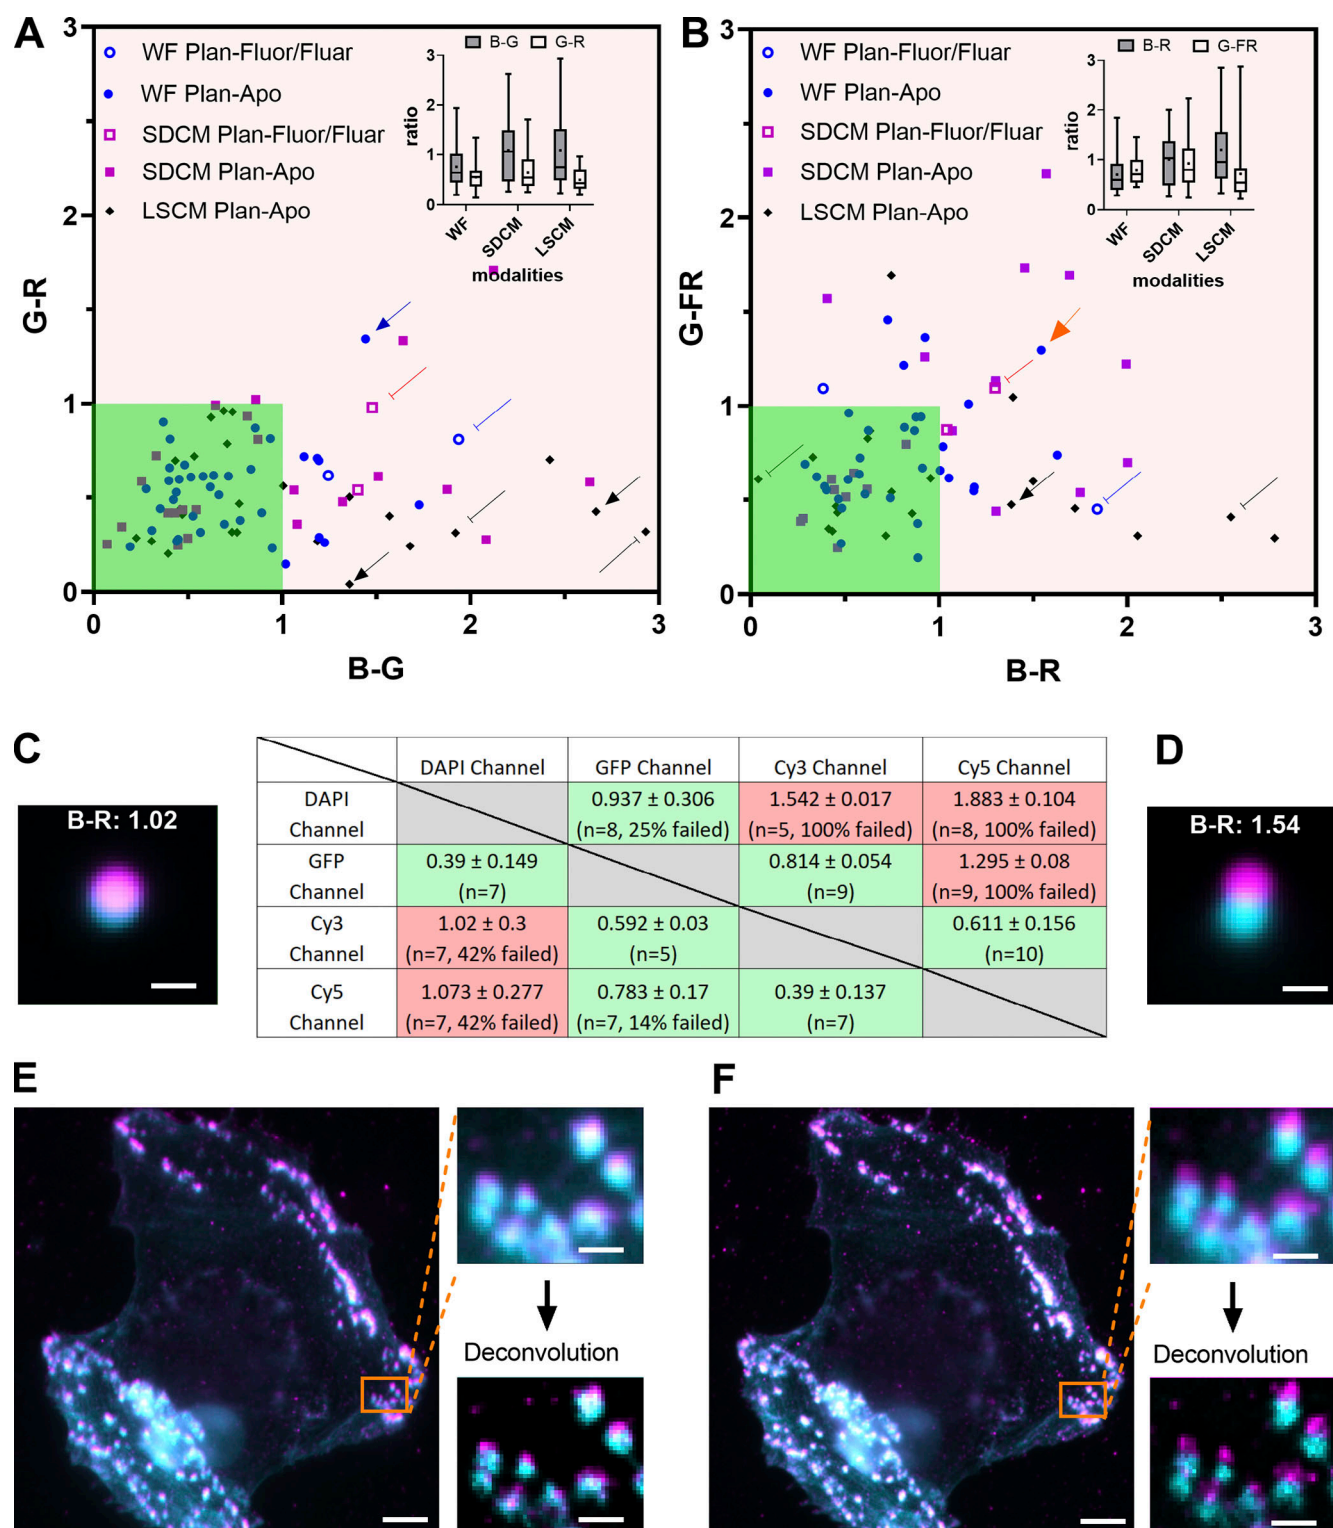 A
3
2
1
0
0
1
2
3
G-R
B-G
WF Plan-Fluor/Fluar
WF Plan-Apo
SDCM Plan-Fluor/Fluar
SDCM Plan-Apo
LSCM Plan-Apo
B-G G-R
3
2
1
0
ratio
WF SDCM LSCM
modalities
B
3
2
1
0
0
1
2
3
G-FR
B-R
WF Plan-Fluor/Fluar
WF Plan-Apo
SDCM Plan-Fluor/Fluar
SDCM Plan-Apo
LSCM Plan-Apo
B-R G-FR
3
2
1
0
ratio
WF SDCM LSCM
modalities
C
B-R: 1.02
DAPI Channel GFP Channel Cy3 Channel Cy5 Channel
DAPI Channel
0.937 ± 0.306
(n=8, 25% failed)
1.542 ± 0.017
(n=5, 100% failed)
1.883 ± 0.104
(n=8, 100% failed)
GFP Channel
0.39 ± 0.149
(n=7)
0.814 ± 0.054
(n=9)
1.295 ± 0.08
(n=9, 100% failed)
Cy3 Channel
1.02 ± 0.3
(n=7, 42% failed)
0.592 ± 0.03
(n=5)
0.611 ± 0.156
(n=10)
Cy5 Channel
1.073 ± 0.277
(n=7, 42% failed)
0.783 ± 0.17
(n=7, 14% failed)
0.39 ± 0.137
(n=7)
D
B-R: 1.54
E
Deconvolution
F
Deconvolution